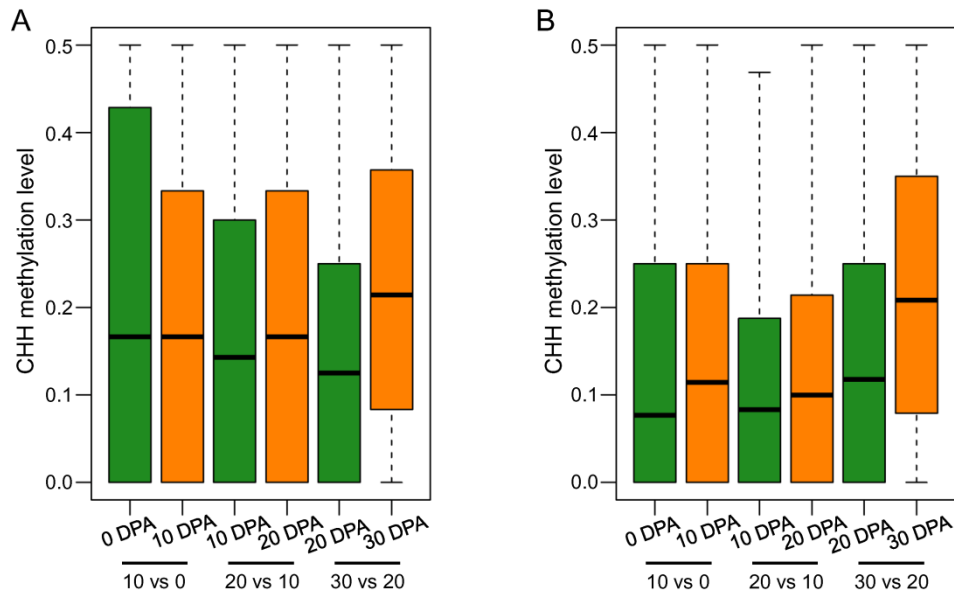 A
CHH methylation level
0.5
0.4
0.3
0.2
0.1
0.0
0 DPA
10 DPA
10 DPA
20 DPA
20 DPA
30 DPA
10 vs 0
20 vs 10
30 vs 20
B
CHH methylation level
0.5
0.4
0.3
0.2
0.1
0.0
0 DPA
10 DPA
10 DPA
20 DPA
20 DPA
30 DPA
10 vs 0
20 vs 10
30 vs 20